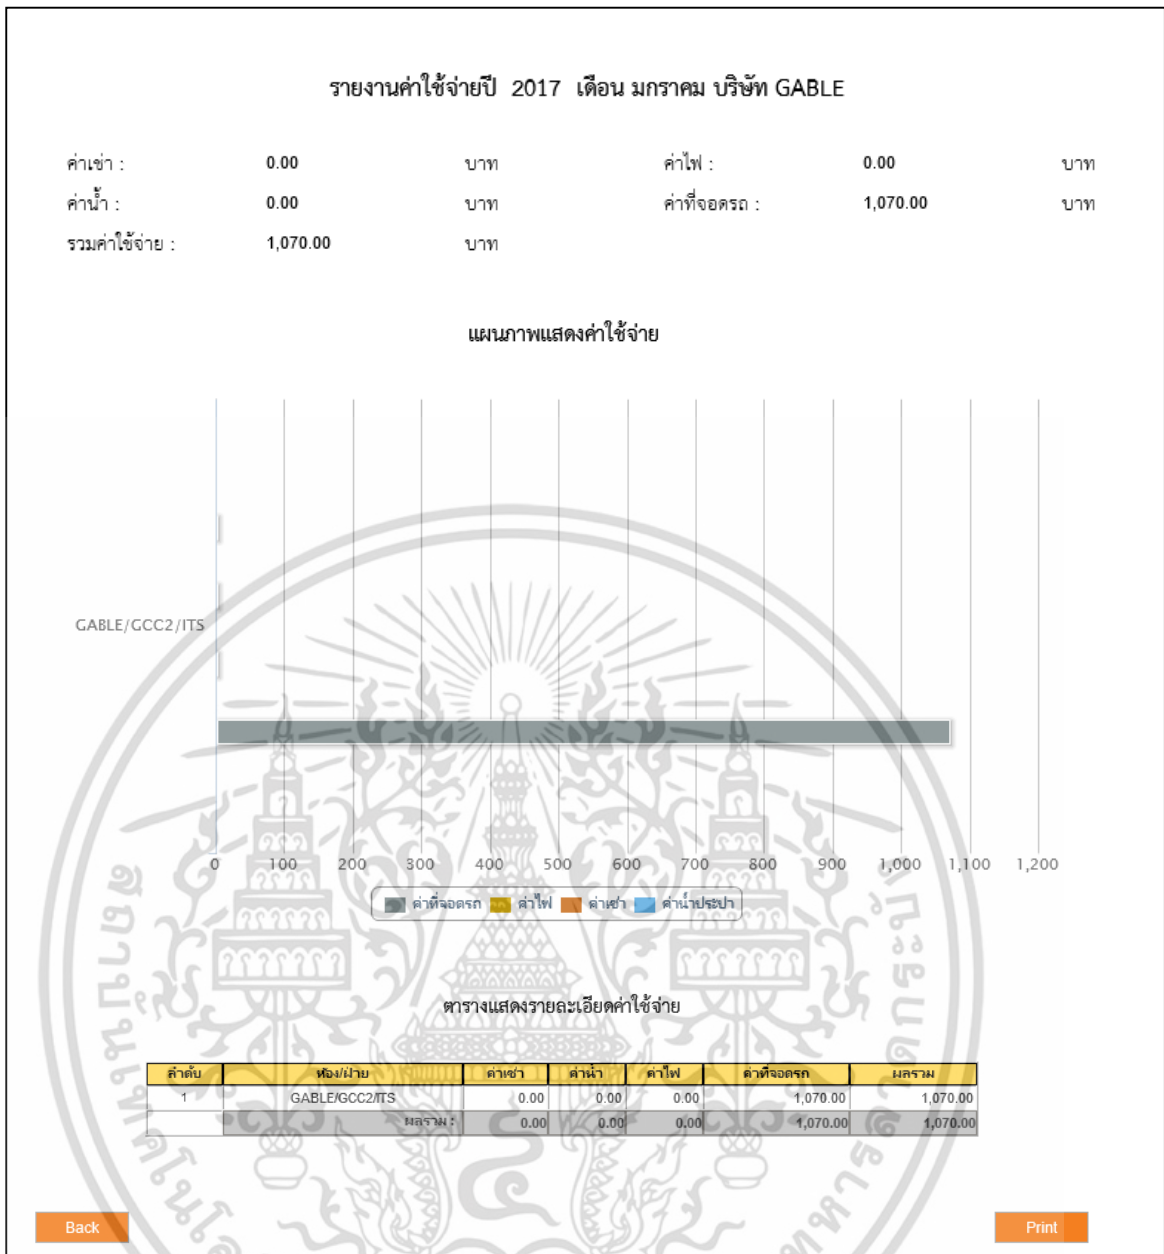 รายงานค่าใช้จ่ายปี 2017 เดือน มกราคม บริษัท GABLE
ค่าเช่า : 0.00 บาท ค่าไฟ : 0.00 บาท
ค่าน้ำ : 0.00 บาท ค่าที่จอดรถ : 1,070.00 บาท
รวมค่าใช้จ่าย : 1,070.00 บาท
แผนภาพแสดงค่าใช้จ่าย
GABLE/GCC2/ITS
0 100 200 300 400 500 600 700 800 900 1,000 1,100 1,200
ค่าที่จอดรถ ค่าไฟ ค่าเช่า ค่าน้ำประปา
ตารางแสดงรายละเอียดค่าใช้จ่าย
ลำดับ ห้อง/ฝ่าย ค่าเช่า ค่าน้ำ ค่าไฟ ค่าที่จอดรถ ผลรวม
1 GABLE/GCC2/ITS 0.00 0.00 0.00 1,070.00 1,070.00
ผลรวม : 0.00 0.00 0.00 1,070.00 1,070.00
Back Print